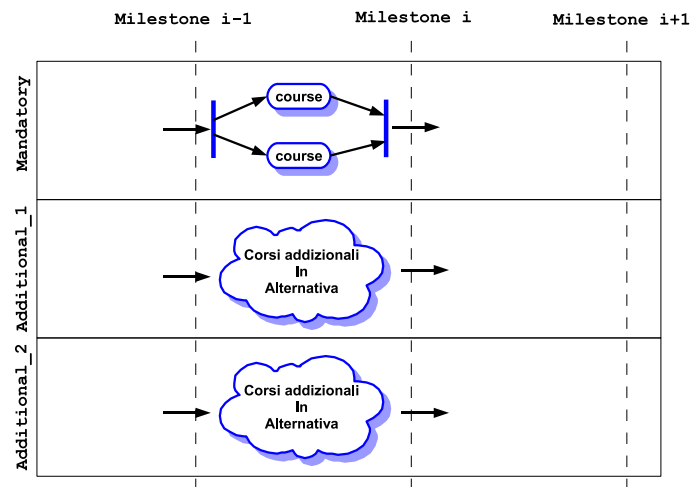 Milestone i-1
Milestone i
Milestone i+1
Mandatory
course
course
Additional_1
Corsi addizionali
In
Alternativa
Additional_2
Corsi addizionali
In
Alternativa